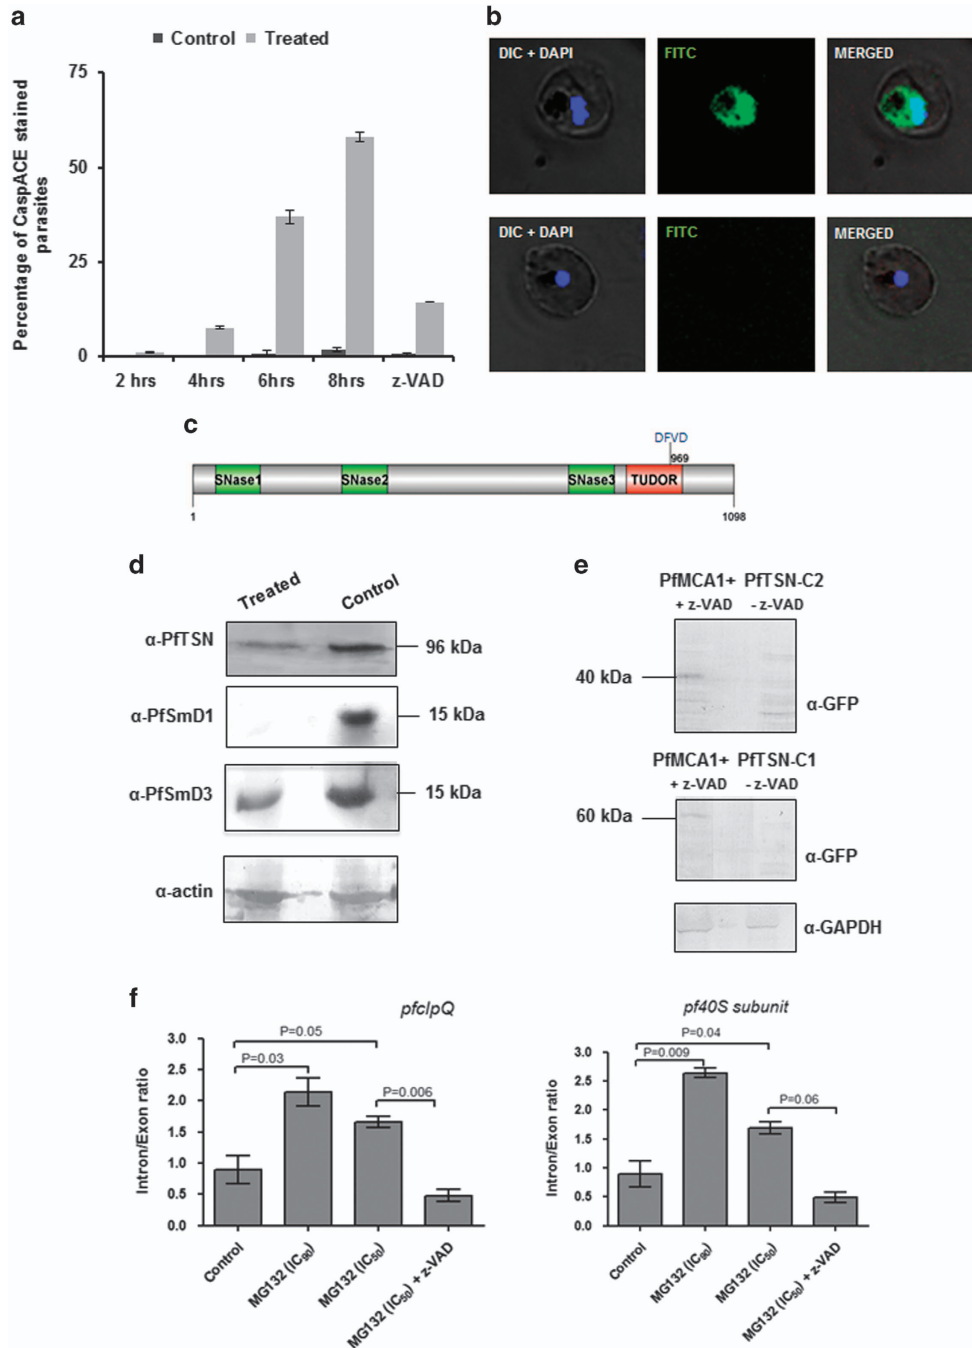 a
Control Treated
Percentage of CaspACE stained
parasites
75
50
25
0
2 hrs 4hrs 6hrs 8hrs z-VAD
b
DIC + DAPI FITC MERGED
DIC + DAPI FITC MERGED
c
DFVD
969
SNase1 SNase2 SNase3 TUDOR
1 1098
d
Treated Control
α-PfTSN 96 kDa
α-PfSmD1 15 kDa
α-PfSmD3 15 kDa
α-actin
e
PfMCA1+ PfTSN-C2
+ z-VAD - z-VAD
40 kDa
α-GFP
PfMCA1+ PfTSN-C1
+ z-VAD - z-VAD
60 kDa
α-GFP
α-GAPDH
f
pfclpQ
Intron/Exon ratio
3.0
2.5
2.0
1.5
1.0
0.5
0.0
P=0.05
P=0.03
P=0.006
Control
MG132 (IC90)
MG132 (IC50)
MG132 (IC50) + z-VAD
pf40S subunit
Intron/Exon ratio
3.0
2.5
2.0
1.5
1.0
0.5
0.0
P=0.04
P=0.009
P=0.06
Control
MG132 (IC90)
MG132 (IC50)
MG132 (IC50) + z-VAD